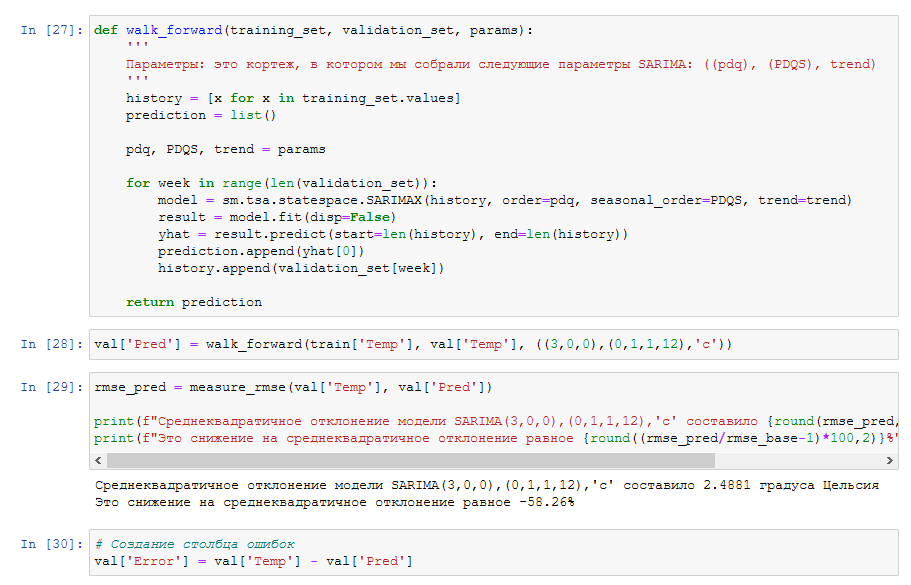 In [27]: def walk_forward(training_set, validation_set, params):
'''
Параметры: это кортеж, в котором мы собрали следующие параметры SARIMA: ((pdq), (PDQS), trend)
'''
history = [x for x in training_set.values]
prediction = list()
pdq, PDQS, trend = params
for week in range(len(validation_set)):
model = sm.tsa.statespace.SARIMAX(history, order=pdq, seasonal_order=PDQS, trend=trend)
result = model.fit(disp=False)
yhat = result.predict(start=len(history), end=len(history))
prediction.append(yhat[0])
history.append(validation_set[week])
return prediction
In [28]: val['Pred'] = walk_forward(train['Temp'], val['Temp'], ((3,0,0),(0,1,1,12),'c'))
In [29]: rmse_pred = measure_rmse(val['Temp'], val['Pred'])
print(f"Среднеквадратичное отклонение модели SARIMA(3,0,0),(0,1,1,12),'c' составило {round(rmse_pred,
print(f"Это снижение на среднеквадратичное отклонение равное {round((rmse_pred/rmse_base-1)*100,2)}%"
Среднеквадратичное отклонение модели SARIMA(3,0,0),(0,1,1,12),'c' составило 2.4881 градуса Цельсия
Это снижение на среднеквадратичное отклонение равное -58.26%
In [30]: # Создание столбца ошибок
val['Error'] = val['Temp'] - val['Pred']